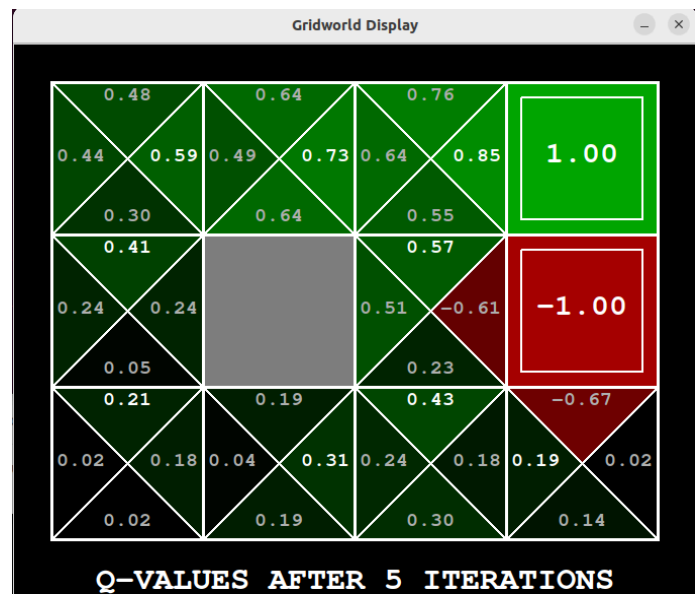 Gridworld Display
0.48 0.64 0.76
0.44 0.59 0.49 0.73 0.64 0.85 1.00
0.30 0.64 0.55
0.41 0.57
0.24 0.24 0.51 −0.61 −1.00
0.05 0.23
0.21 0.19 0.43 −0.67
0.02 0.18 0.04 0.31 0.24 0.18 0.19 0.02
0.02 0.19 0.30 0.14
Q−VALUES AFTER 5 ITERATIONS